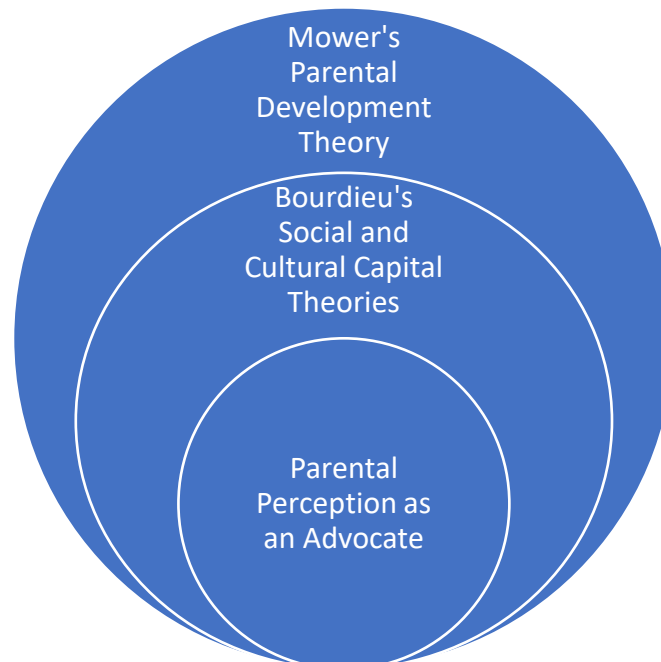 Mower's
Parental
Development
Theory
Bourdieu's
Social and
Cultural Capital
Theories
Parental
Perception as
an Advocate